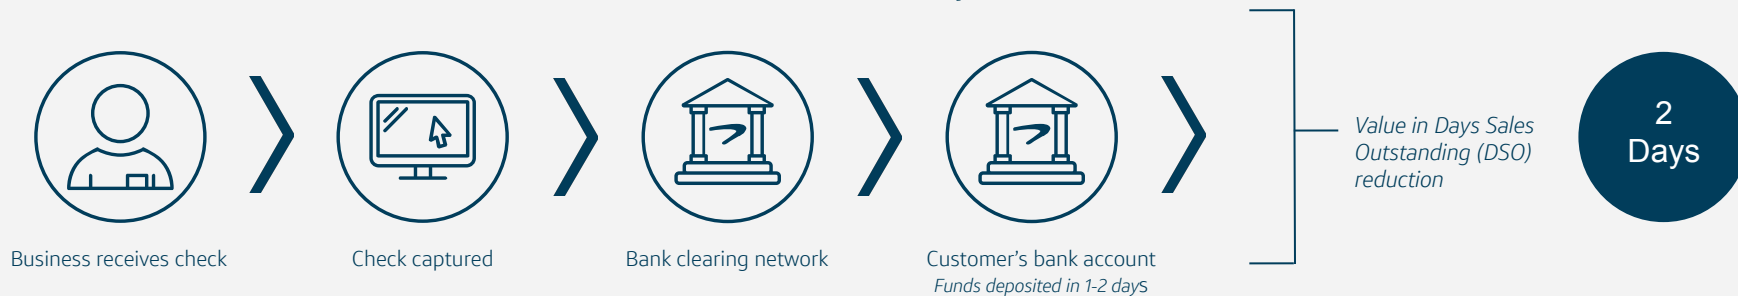 Value in Days Sales
Outstanding (DSO)
reduction
2
Days
Business receives check
Check captured
Bank clearing network
Customer's bank account
Funds deposited in 1-2 days